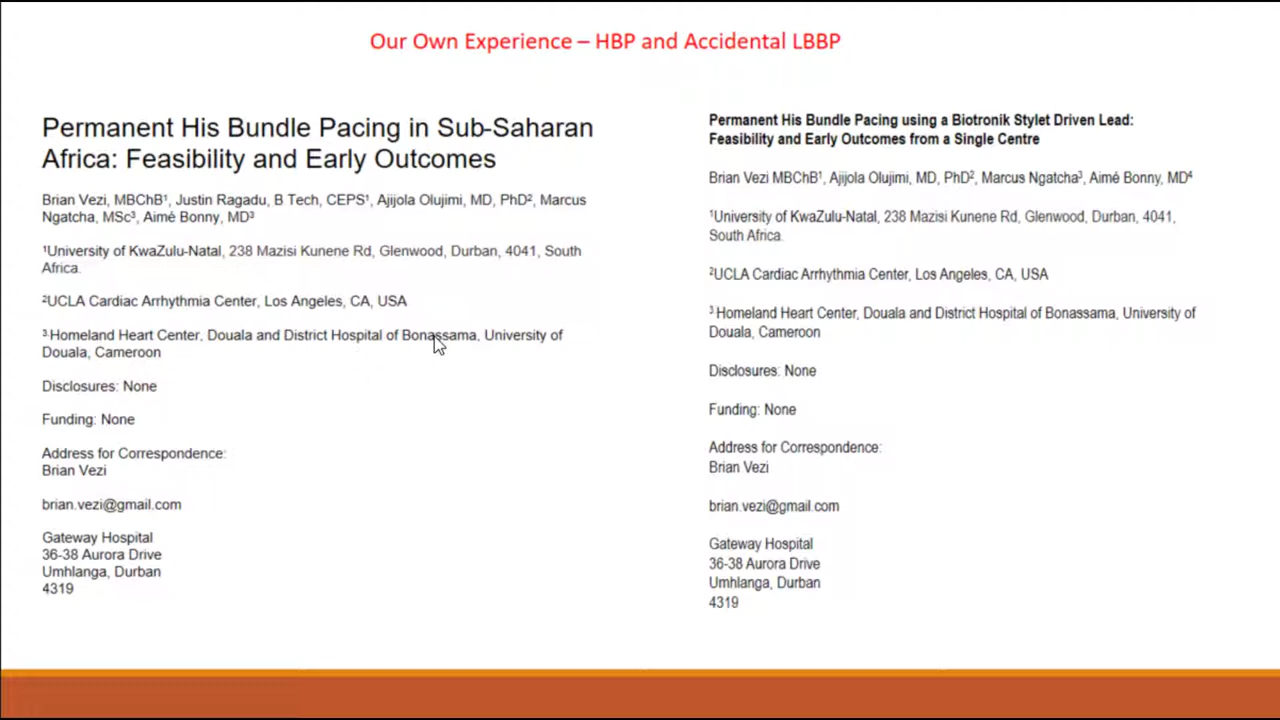 Our Own Experience – HBP and Accidental LBBP
Permanent His Bundle Pacing in Sub-Saharan
Africa: Feasibility and Early Outcomes
Brian Vezi, MBChB¹, Justin Ragadu, B Tech, CEPS¹, Ajijola Olujimi, MD, PhD², Marcus
Ngatcha, MSc³, Aimé Bonny, MD³
¹University of KwaZulu-Natal, 238 Mazisi Kunene Rd, Glenwood, Durban, 4041, South
Africa.
²UCLA Cardiac Arrhythmia Center, Los Angeles, CA, USA
³ Homeland Heart Center, Douala and District Hospital of Bonassama, University of
Douala, Cameroon
Disclosures: None
Funding: None
Address for Correspondence:
Brian Vezi
brian.vezi@gmail.com
Gateway Hospital
36-38 Aurora Drive
Umhlanga, Durban
4319
Permanent His Bundle Pacing using a Biotronik Stylet Driven Lead:
Feasibility and Early Outcomes from a Single Centre
Brian Vezi MBChB¹, Ajijola Olujimi, MD, PhD², Marcus Ngatcha³, Aimé Bonny, MD⁴
¹University of KwaZulu-Natal, 238 Mazisi Kunene Rd, Glenwood, Durban, 4041,
South Africa.
²UCLA Cardiac Arrhythmia Center, Los Angeles, CA, USA
³ Homeland Heart Center, Douala and District Hospital of Bonassama, University of
Douala, Cameroon
Disclosures: None
Funding: None
Address for Correspondence:
Brian Vezi
brian.vezi@gmail.com
Gateway Hospital
36-38 Aurora Drive
Umhlanga, Durban
4319